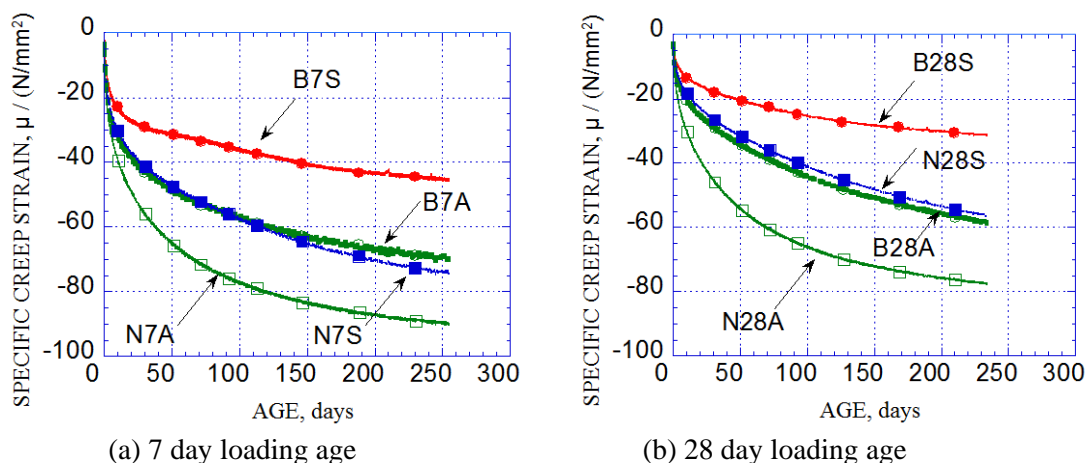 SPECIFIC CREEP STRAIN, µ / (N/mm²)
0
-20
-40
-60
-80
-100
B7S
B7A
N7A
N7S
0 50 100 150 200 250 300
AGE, days
(a) 7 day loading age
SPECIFIC CREEP STRAIN, µ / (N/mm²)
0
-20
-40
-60
-80
-100
B28S
N28S
B28A
N28A
0 50 100 150 200 250 300
AGE, days
(b) 28 day loading age